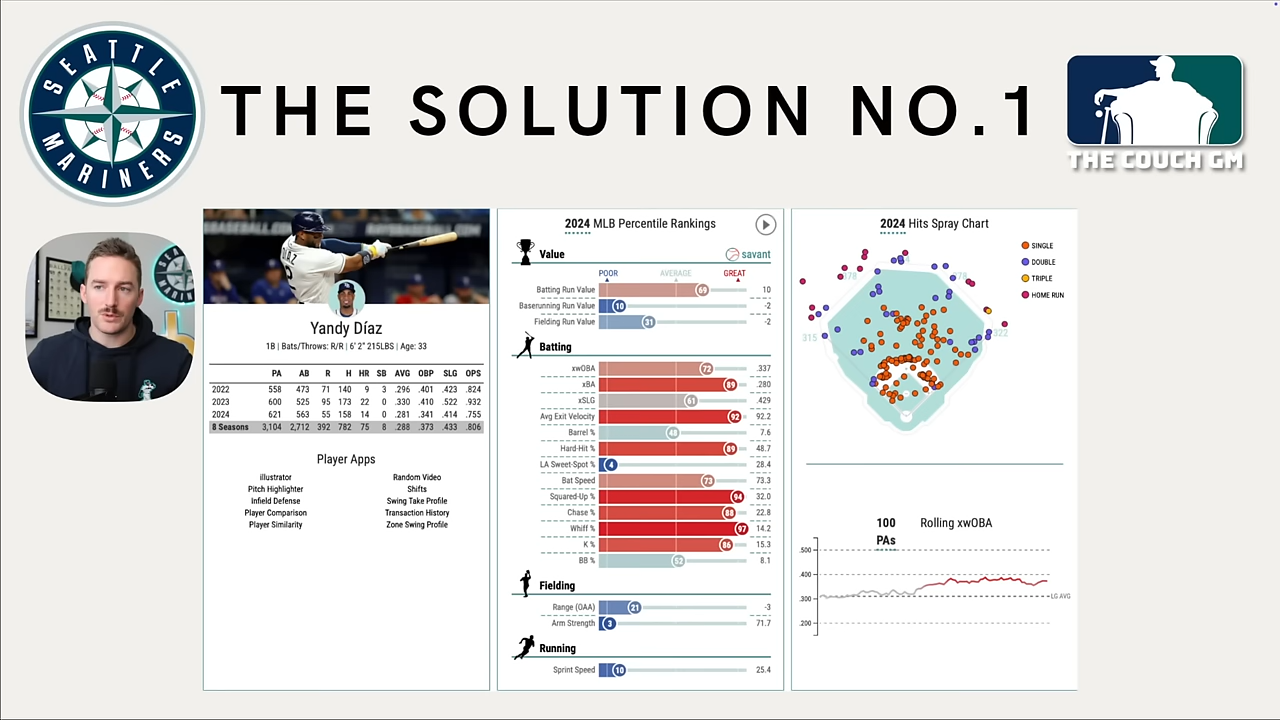 SEATTLE
MARINERS
THE SOLUTION NO.1
THE COUCH GM
Yandy Díaz
1B | Bats/Throws: R/R | 6' 2" 215LBS | Age: 33
PA AB R H HR SB AVG OBP SLG OPS
2022 558 473 71 140 9 3 .296 .401 .423 .824
2023 600 525 95 173 22 0 .330 .410 .522 .932
2024 621 563 55 158 14 0 .281 .341 .414 .755
8 Seasons 3,104 2,712 392 782 75 8 .288 .373 .433 .806
Player Apps
illustrator Random Video
Pitch Highlighter Shifts
Infield Defense Swing Take Profile
Player Comparison Transaction History
Player Similarity Zone Swing Profile
2024 MLB Percentile Rankings
Value savant
POOR AVERAGE GREAT
Batting Run Value 69 10
Baserunning Run Value 10 -2
Fielding Run Value 31 -2
Batting
xwOBA 72 .337
xBA 89 .280
xSLG 61 .429
Avg Exit Velocity 92 92.2
Barrel % 48 7.6
Hard-Hit % 89 48.7
LA Sweet-Spot % 4 28.4
Bat Speed 73 73.3
Squared-Up % 94 32.0
Chase % 88 22.8
Whiff % 97 14.2
K % 86 15.3
BB % 52 8.1
Fielding
Range (OAA) 21 -3
Arm Strength 3 71.7
Running
Sprint Speed 10 25.4
2024 Hits Spray Chart
SINGLE
DOUBLE
TRIPLE
HOME RUN
315
322
100 PAs Rolling xwOBA
.500
.400
.300 LG AVG
.200